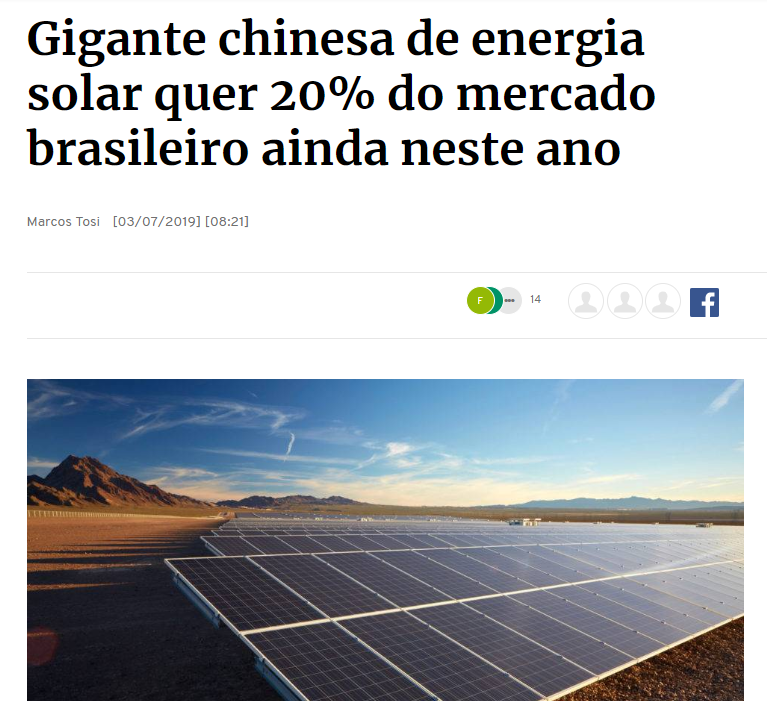 Gigante chinesa de energia
solar quer 20% do mercado
brasileiro ainda neste ano
Marcos Tosi [03/07/2019] [08:21]
F
14
f